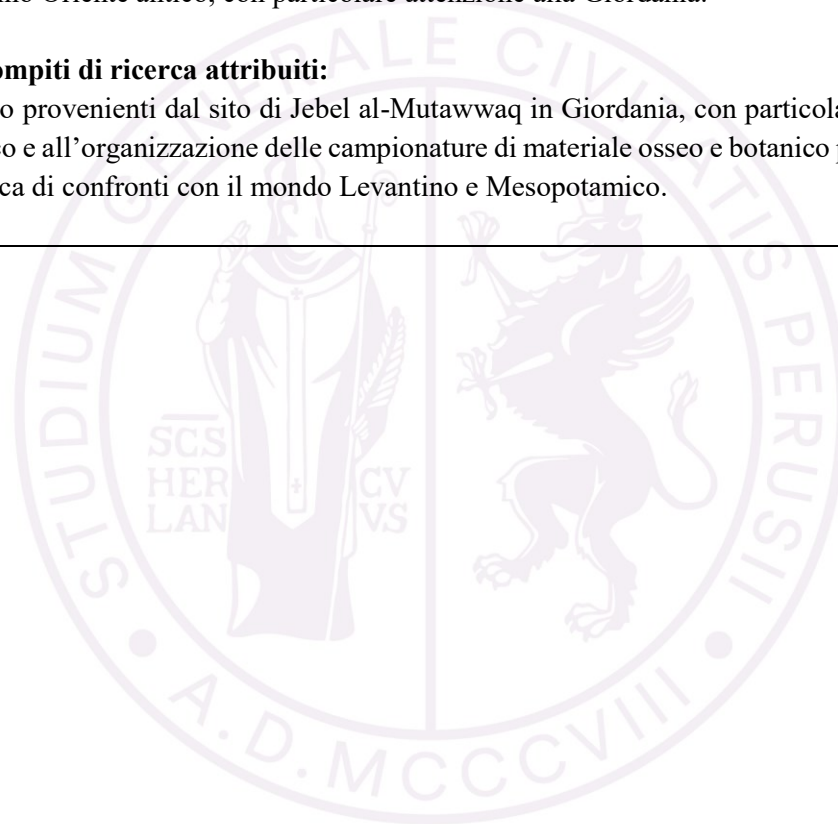 no Oriente antico, con particolare attenzione alla Giordania.
ompiti di ricerca attribuiti:
o provenienti dal sito di Jebel al-Mutawwaq in Giordania, con particola
o e all’organizzazione delle campionature di materiale osseo e botanico
ca di confronti con il mondo Levantino e Mesopotamico.
STUDIUM GENERALE CIVITATIS PERUSII
SCS
HER CV
LAN VS
• A.D. MCCCVIII •